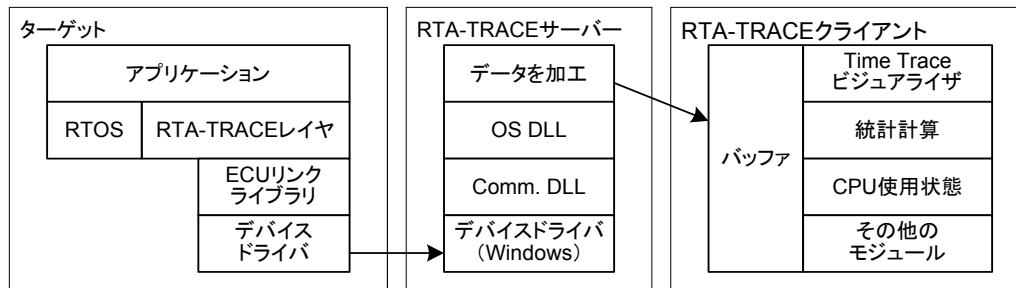 ターゲット
アプリケーション
RTOS
RTA-TRACEレイヤ
ECUリンク
ライブラリ
デバイス
ドライバ
RTA-TRACEサーバー
データを加工
OS DLL
Comm. DLL
デバイスドライバ
(Windows)
RTA-TRACEクライアント
バッファ
Time Trace
ビジュアライザ
統計計算
CPU使用状態
その他の
モジュール